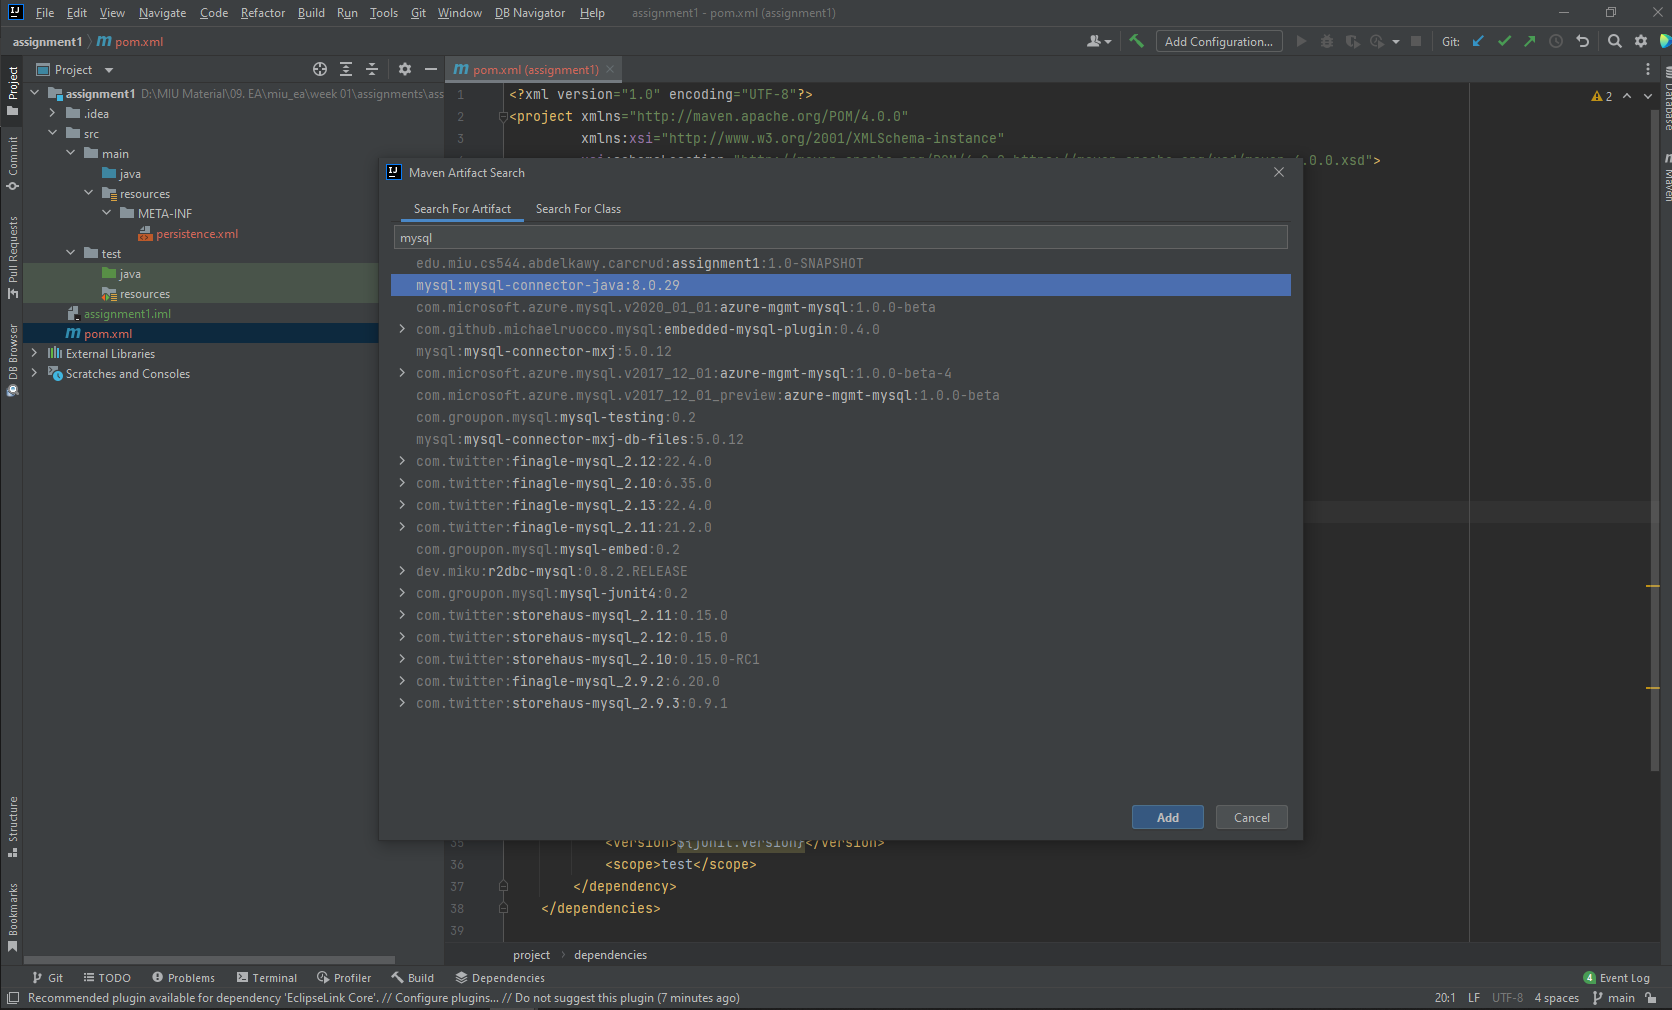 File Edit View Navigate Code Refactor Build Run Tools Git Window DB Navigator Help assignment1 - pom.xml (assignment1)
assignment1 pom.xml Add Configuration... Git:
Project
pom.xml (assignment1)
assignment1 D:\MIU Material\09. EA\miu_ea\week 01\assignments\ass
.idea
src
main
java
resources
META-INF
persistence.xml
test
java
resources
assignment1.iml
pom.xml
External Libraries
Scratches and Consoles
Project
Commit
Pull Requests
DB Browser
Structure
Bookmarks
1 <?xml version="1.0" encoding="UTF-8"?>
2 <project xmlns="http://maven.apache.org/POM/4.0.0"
3 xmlns:xsi="http://www.w3.org/2001/XMLSchema-instance"
xsi:schemaLocation="http://maven.apache.org/POM/4.0.0 https://maven.apache.org/xsd/maven-4.0.0.xsd">
2
Database
Maven
Maven Artifact Search
Search For Artifact Search For Class
mysql
edu.miu.cs544.abdelkawy.carcrud:assignment1:1.0-SNAPSHOT
mysql:mysql-connector-java:8.0.29
com.microsoft.azure.mysql.v2020_01_01:azure-mgmt-mysql:1.0.0-beta
com.github.michaelruocco.mysql:embedded-mysql-plugin:0.4.0
mysql:mysql-connector-mxj:5.0.12
com.microsoft.azure.mysql.v2017_12_01:azure-mgmt-mysql:1.0.0-beta-4
com.microsoft.azure.mysql.v2017_12_01_preview:azure-mgmt-mysql:1.0.0-beta
com.groupon.mysql:mysql-testing:0.2
mysql:mysql-connector-mxj-db-files:5.0.12
com.twitter:finagle-mysql_2.12:22.4.0
com.twitter:finagle-mysql_2.10:6.35.0
com.twitter:finagle-mysql_2.13:22.4.0
com.twitter:finagle-mysql_2.11:21.2.0
com.groupon.mysql:mysql-embed:0.2
dev.miku:r2dbc-mysql:0.8.2.RELEASE
com.groupon.mysql:mysql-junit4:0.2
com.twitter:storehaus-mysql_2.11:0.15.0
com.twitter:storehaus-mysql_2.12:0.15.0
com.twitter:storehaus-mysql_2.10:0.15.0-RC1
com.twitter:finagle-mysql_2.9.2:6.20.0
com.twitter:storehaus-mysql_2.9.3:0.9.1
Add Cancel
35 <version>${junit.version}</version>
36 <scope>test</scope>
37 </dependency>
38 </dependencies>
39
project dependencies
Git TODO Problems Terminal Profiler Build Dependencies 4 Event Log
Recommended plugin available for dependency 'EclipseLink Core'. // Configure plugins... // Do not suggest this plugin (7 minutes ago) 20:1 LF UTF-8 4 spaces main